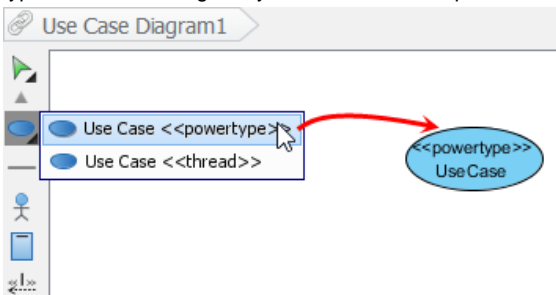 Use Case Diagram1
Use Case <<powertype>>
Use Case <<thread>>
<<powertype>>
UseCase